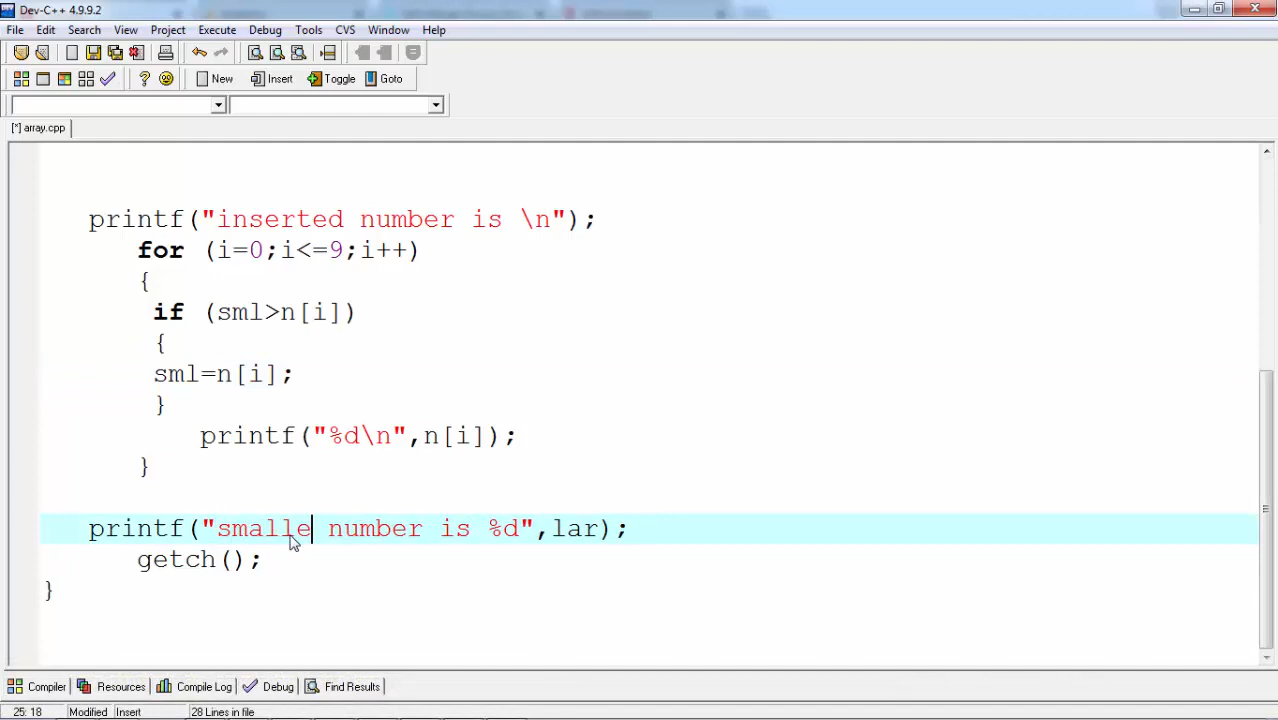 Dev-C++ 4.9.9.2
File Edit Search View Project Execute Debug Tools CVS Window Help
New Insert Toggle Goto
[*] array.cpp
printf("inserted number is \n");
for (i=0;i<=9;i++)
{
if (sml>n[i])
{
sml=n[i];
}
printf("%d\n",n[i]);
}
printf("smalle number is %d",lar);
getch();
}
Compiler Resources Compile Log Debug Find Results
25: 18 Modified Insert 28 Lines in file